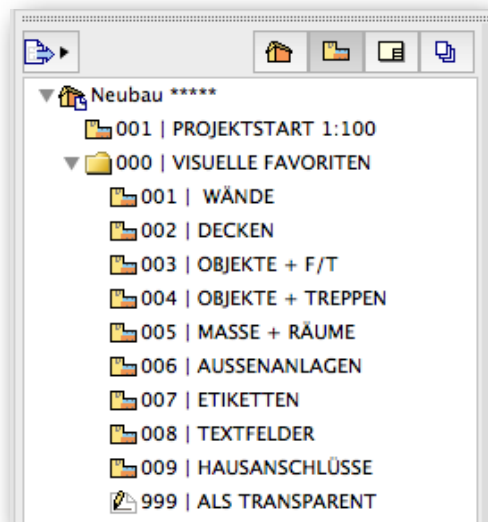 Neubau *****
001 | PROJEKTSTART 1:100
000 | VISUELLE FAVORITEN
001 | WÄNDE
002 | DECKEN
003 | OBJEKTE + F/T
004 | OBJEKTE + TREPPEN
005 | MASSE + RÄUME
006 | AUSSENANLAGEN
007 | ETIKETTEN
008 | TEXTFELDER
009 | HAUSANSCHLÜSSE
999 | ALS TRANSPARENT